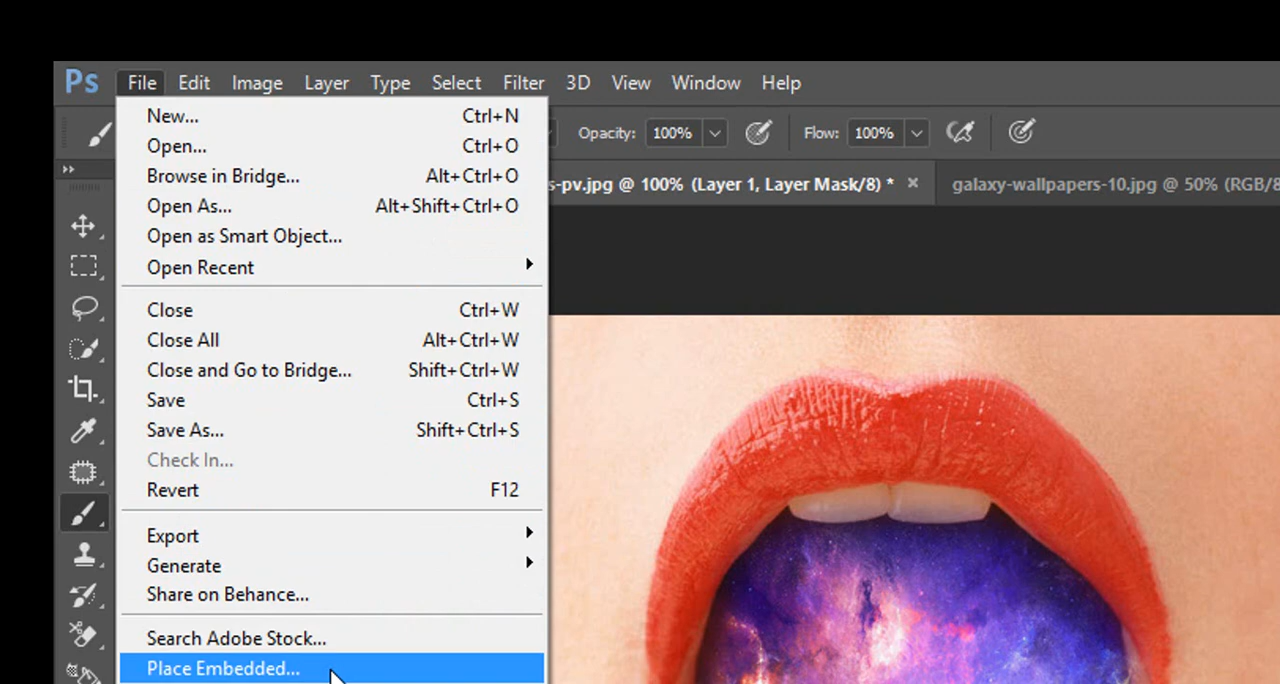 Ps File Edit Image Layer Type Select Filter 3D View Window Help
Opacity: 100% Flow: 100%
s-pv.jpg @ 100% (Layer 1, Layer Mask/8) * × galaxy-wallpapers-10.jpg @ 50% (RGB/8
New... Ctrl+N
Open... Ctrl+O
Browse in Bridge... Alt+Ctrl+O
Open As... Alt+Shift+Ctrl+O
Open as Smart Object...
Open Recent
Close Ctrl+W
Close All Alt+Ctrl+W
Close and Go to Bridge... Shift+Ctrl+W
Save Ctrl+S
Save As... Shift+Ctrl+S
Check In...
Revert F12
Export
Generate
Share on Behance...
Search Adobe Stock...
Place Embedded...